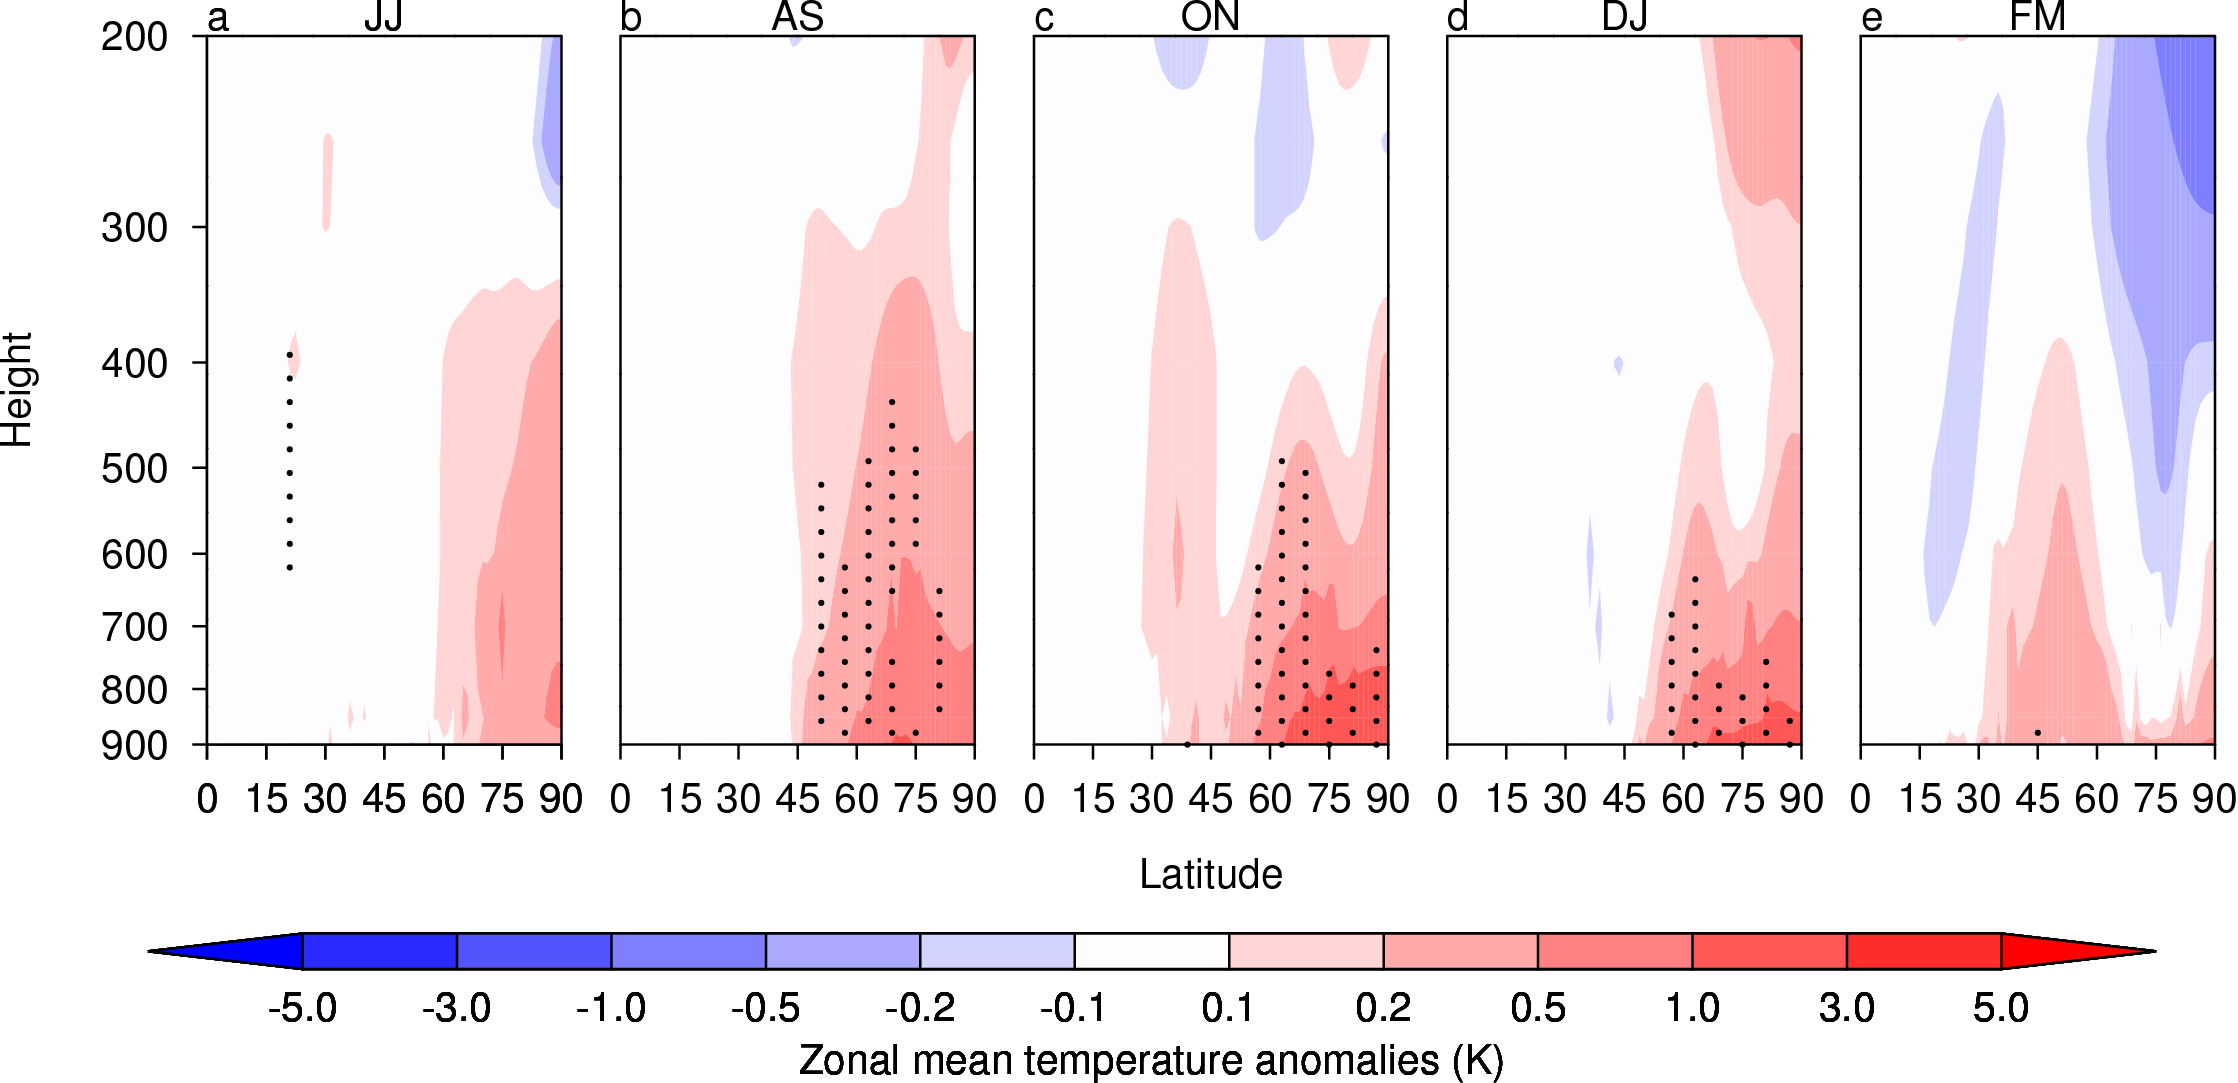 a JJ b AS c ON d DJ e FM
200
300
400
500
600
700
800
900
Height
0 15 30 45 60 75 90 0 15 30 45 60 75 90 0 15 30 45 60 75 90 0 15 30 45 60 75 90 0 15 30 45 60 75 90
Latitude
-5.0 -3.0 -1.0 -0.5 -0.2 -0.1 0.1 0.2 0.5 1.0 3.0 5.0
Zonal mean temperature anomalies (K)